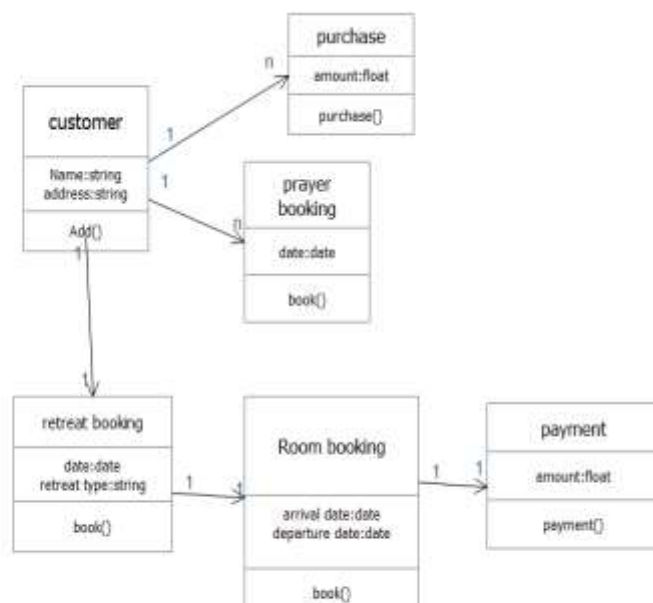 purchase
amount:float
purchase()
n
1
customer
Name:string
address:string
Add()
1
n
prayer
booking
date:date
book()
1
1
retreat booking
date:date
retreat type:string
book()
1
1
Room booking
arrival date:date
departure date:date
book()
1
1
payment
amount:float
payment()